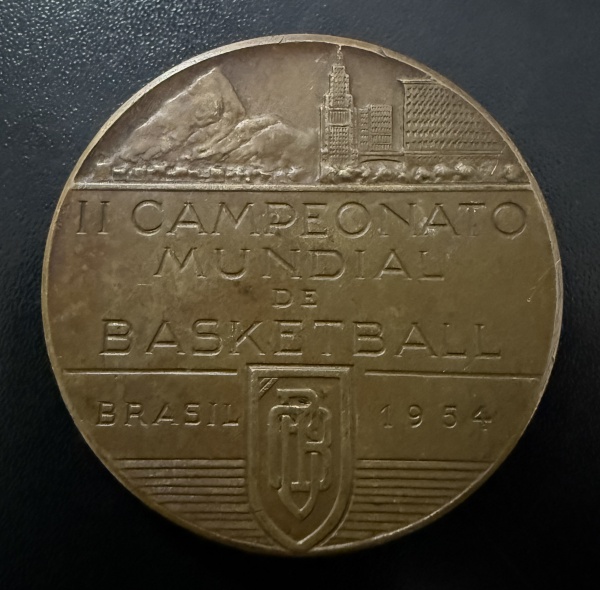 II CAMPEONATO
MUNDIAL
DE
BASKETBALL
BRASIL 1954